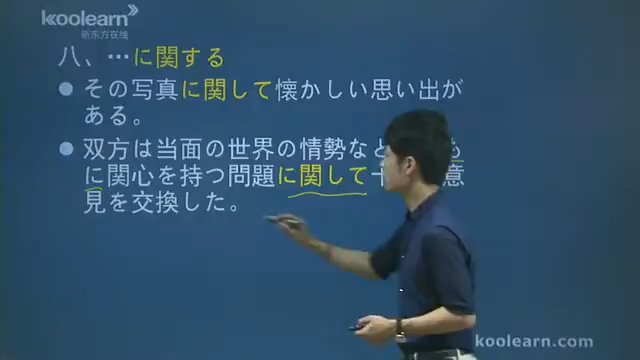 koolearn
新东方在线
八、…に関する
● その写真に関して懐かしい思い出が
ある。
● 双方は当面の世界の情勢など も
に関心を持つ問題に関して十 意
見を交換した。
koolearn.com